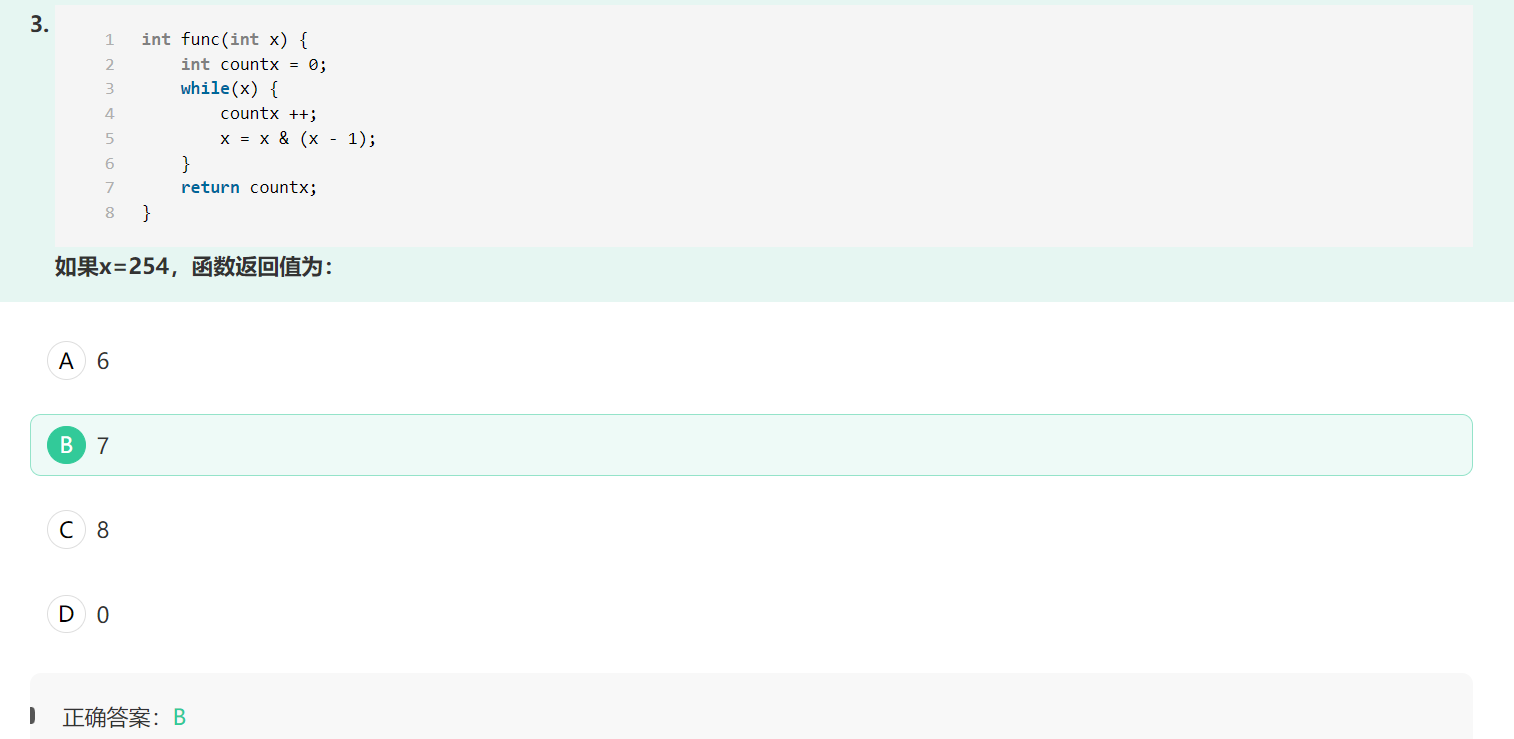 3.
1 int func(int x) {
2     int countx = 0;
3     while(x) {
4         countx ++;
5         x = x & (x - 1);
6     }
7     return countx;
8 }
如果x=254，函数返回值为：
A 6
B 7
C 8
D 0
正确答案： B